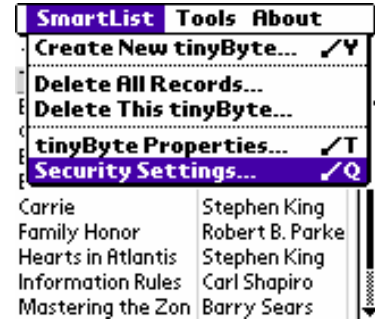 SmartList Tools About
Create New tinyByte... /Y
Delete All Records...
Delete This tinyByte...
tinyByte Properties... /T
Security Settings... /Q
Carrie Stephen King
Family Honor Robert B. Parke
Hearts in Atlantis Stephen King
Information Rules Carl Shapiro
Mastering the Zon Barry Sears